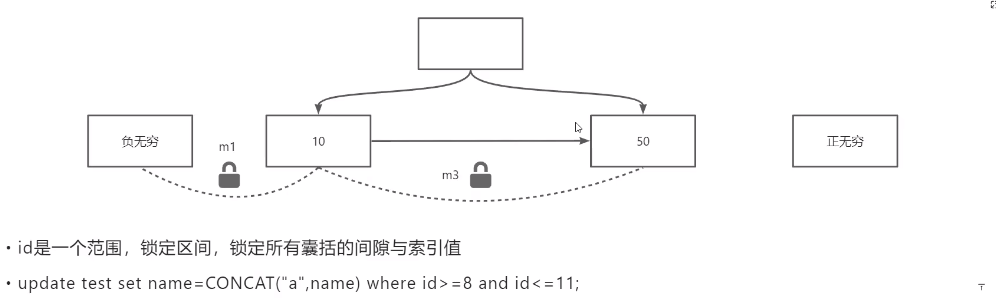 负无穷
10
50
正无穷
m1
m3
• id是一个范围，锁定区间，锁定所有囊括的间隙与索引值
• update test set name=CONCAT("a",name) where id>=8 and id<=11;